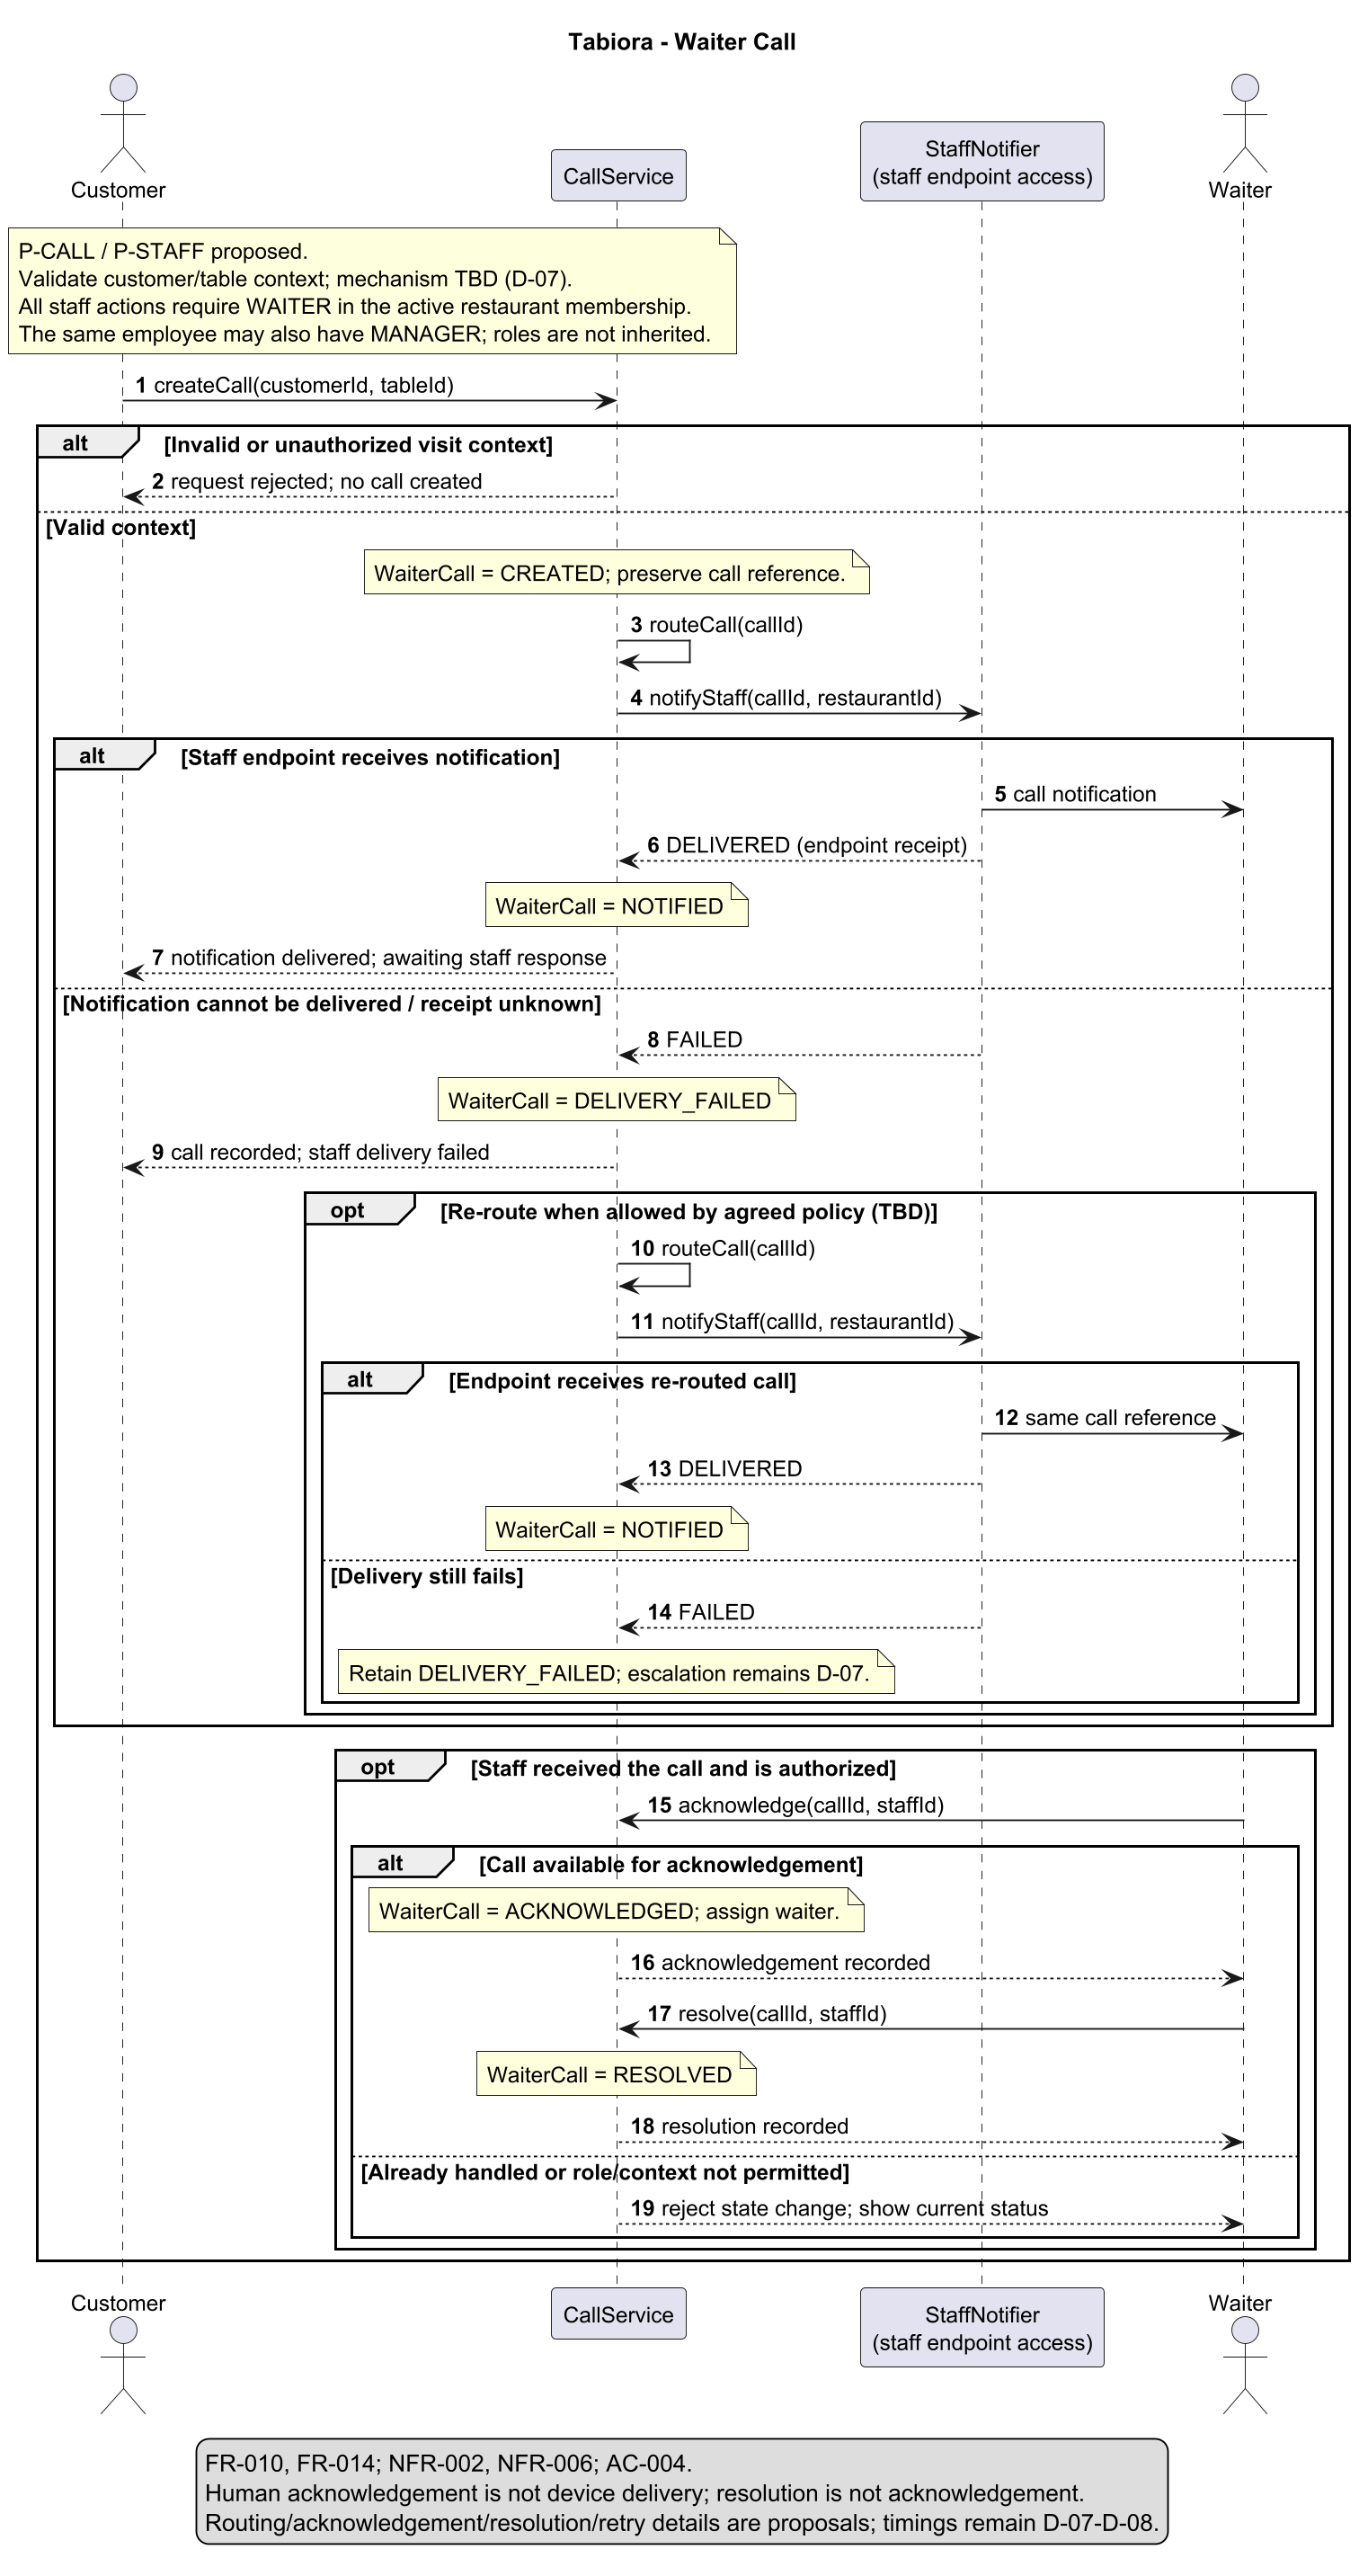 Tabiora - Waiter Call
Customer
CallService
StaffNotifier
(staff endpoint access)
Waiter
P-CALL / P-STAFF proposed.
Validate customer/table context; mechanism TBD (D-07).
All staff actions require WAITER in the active restaurant membership.
The same employee may also have MANAGER; roles are not inherited.
1 createCall(customerId, tableId)
alt [Invalid or unauthorized visit context]
2 request rejected; no call created
[Valid context]
WaiterCall = CREATED; preserve call reference.
3 routeCall(callId)
4 notifyStaff(callId, restaurantId)
alt [Staff endpoint receives notification]
5 call notification
6 DELIVERED (endpoint receipt)
WaiterCall = NOTIFIED
7 notification delivered; awaiting staff response
[Notification cannot be delivered / receipt unknown]
8 FAILED
WaiterCall = DELIVERY_FAILED
9 call recorded; staff delivery failed
opt [Re-route when allowed by agreed policy (TBD)]
10 routeCall(callId)
11 notifyStaff(callId, restaurantId)
alt [Endpoint receives re-routed call]
12 same call reference
13 DELIVERED
WaiterCall = NOTIFIED
[Delivery still fails]
14 FAILED
Retain DELIVERY_FAILED; escalation remains D-07.
opt [Staff received the call and is authorized]
15 acknowledge(callId, staffId)
alt [Call available for acknowledgement]
WaiterCall = ACKNOWLEDGED; assign waiter.
16 acknowledgement recorded
17 resolve(callId, staffId)
WaiterCall = RESOLVED
18 resolution recorded
[Already handled or role/context not permitted]
19 reject state change; show current status
Customer
CallService
StaffNotifier
(staff endpoint access)
Waiter
FR-010, FR-014; NFR-002, NFR-006; AC-004.
Human acknowledgement is not device delivery; resolution is not acknowledgement.
Routing/acknowledgement/resolution/retry details are proposals; timings remain D-07-D-08.